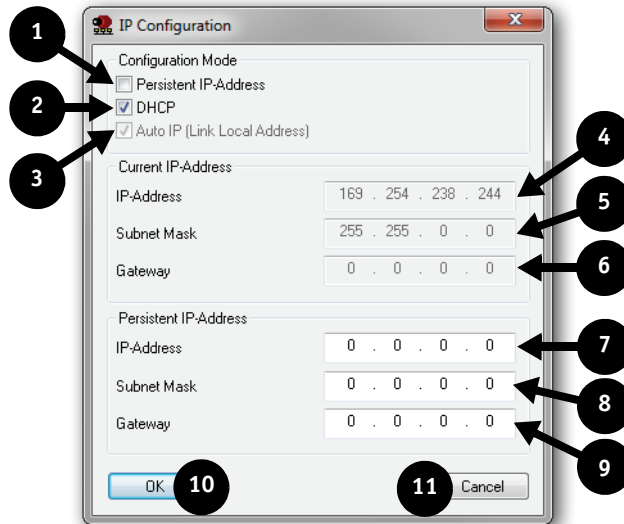 IP Configuration
1
Configuration Mode
Persistent IP-Address
2
DHCP
Auto IP (Link Local Address)
3
4
Current IP-Address
IP-Address 169 . 254 . 238 . 244
5
Subnet Mask 255 . 255 . 0 . 0
Gateway 0 . 0 . 0 . 0
6
Persistent IP-Address
IP-Address 0 . 0 . 0 . 0
7
Subnet Mask 0 . 0 . 0 . 0
8
Gateway 0 . 0 . 0 . 0
9
OK 10 11 Cancel